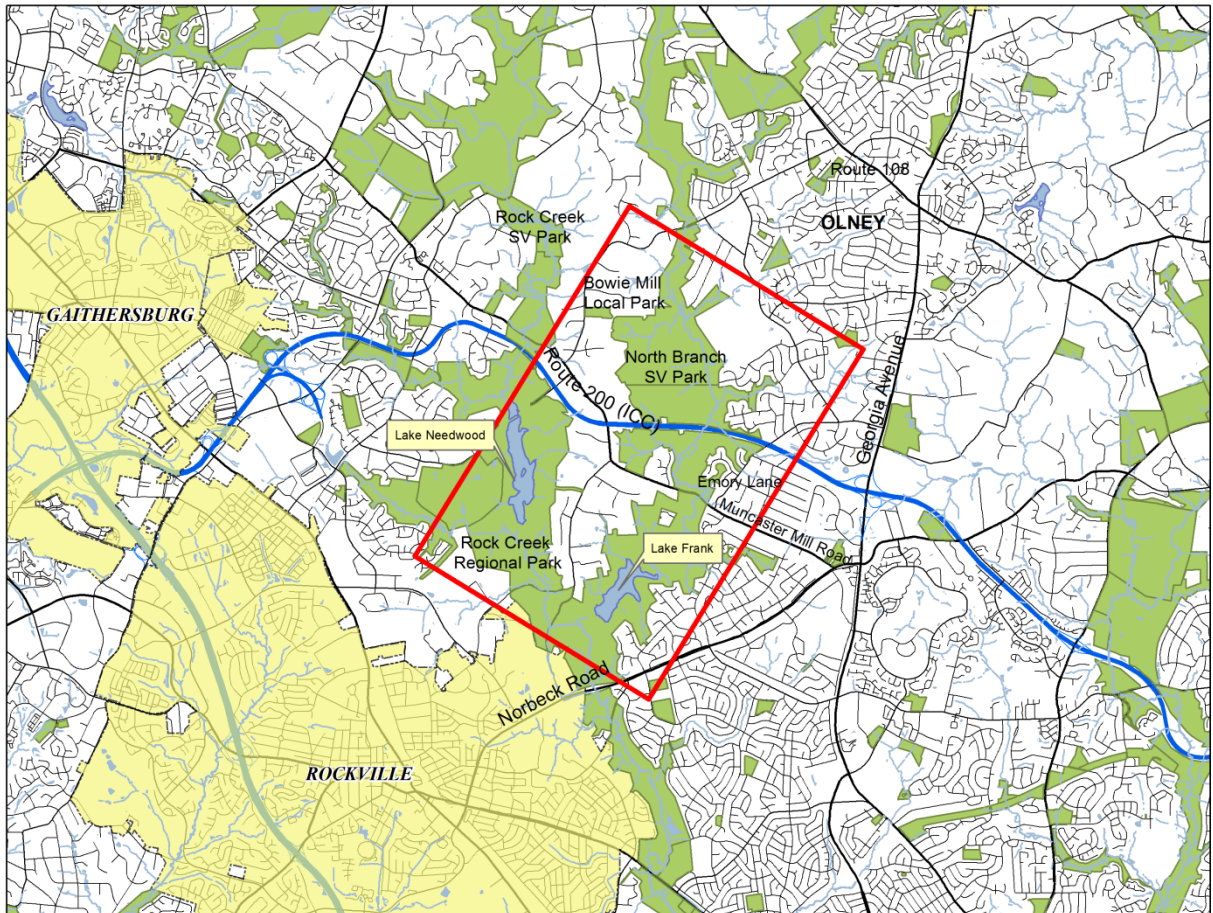 Route 108
OLNEY
Rock Creek
SV Park
Bowie Mill
Local Park
GAITHERSBURG
North Branch
SV Park
Route 200 (ICC)
Georgia Avenue
Lake Needwood
Emory Lane
Muncaster Mill Road
Rock Creek
Regional Park
Lake Frank
Norbeck Road
ROCKVILLE